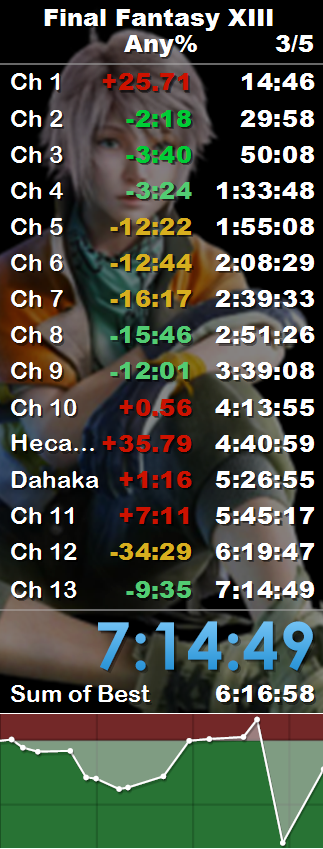 Final Fantasy XIII
Any% 3/5
Ch 1 +25.71 14:46
Ch 2 -2:18 29:58
Ch 3 -3:40 50:08
Ch 4 -3:24 1:33:48
Ch 5 -12:22 1:55:08
Ch 6 -12:44 2:08:29
Ch 7 -16:17 2:39:33
Ch 8 -15:46 2:51:26
Ch 9 -12:01 3:39:08
Ch 10 +0.56 4:13:55
Heca... +35.79 4:40:59
Dahaka +1:16 5:26:55
Ch 11 +7:11 5:45:17
Ch 12 -34:29 6:19:47
Ch 13 -9:35 7:14:49
7:14:49
Sum of Best 6:16:58